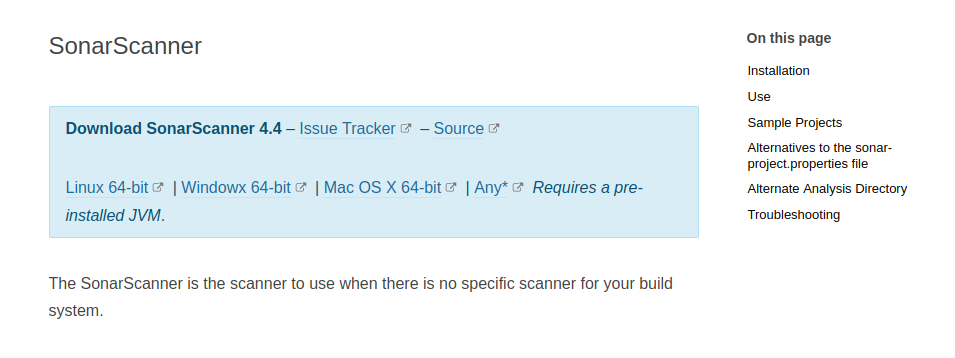 SonarScanner
Download SonarScanner 4.4 – Issue Tracker – Source
Linux 64-bit | Windowx 64-bit | Mac OS X 64-bit | Any* Requires a pre-
installed JVM.
The SonarScanner is the scanner to use when there is no specific scanner for your build
system.
On this page
Installation
Use
Sample Projects
Alternatives to the sonar-
project.properties file
Alternate Analysis Directory
Troubleshooting